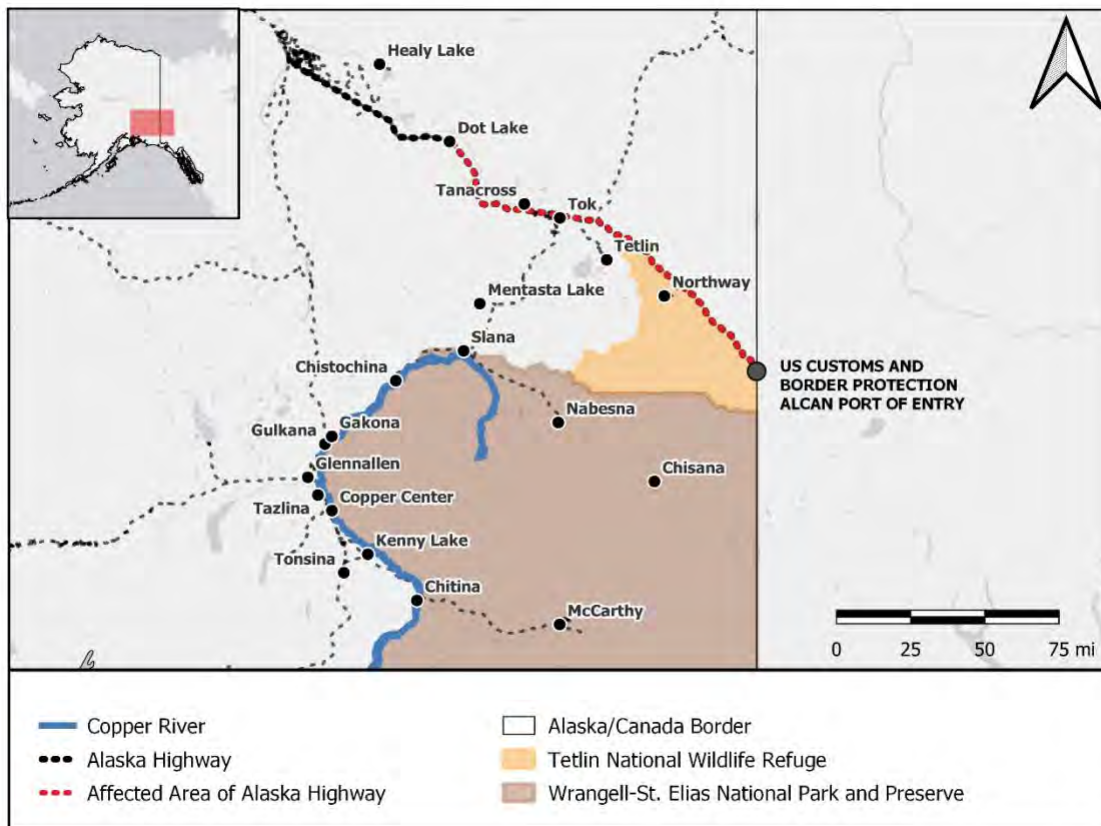 Healy Lake
Dot Lake
Tanacross
Tok
Tetlin
Northway
Mentasta Lake
Slana
US CUSTOMS AND
BORDER PROTECTION
ALCAN PORT OF ENTRY
Chistochina
Nabesna
Gakona
Gulkana
Glennallen
Chisana
Tazlina
Copper Center
Kenny Lake
Tonsina
Chitina
McCarthy
0 25 50 75 mi
Copper River
Alaska Highway
Affected Area of Alaska Highway
Alaska/Canada Border
Tetlin National Wildlife Refuge
Wrangell-St. Elias National Park and Preserve